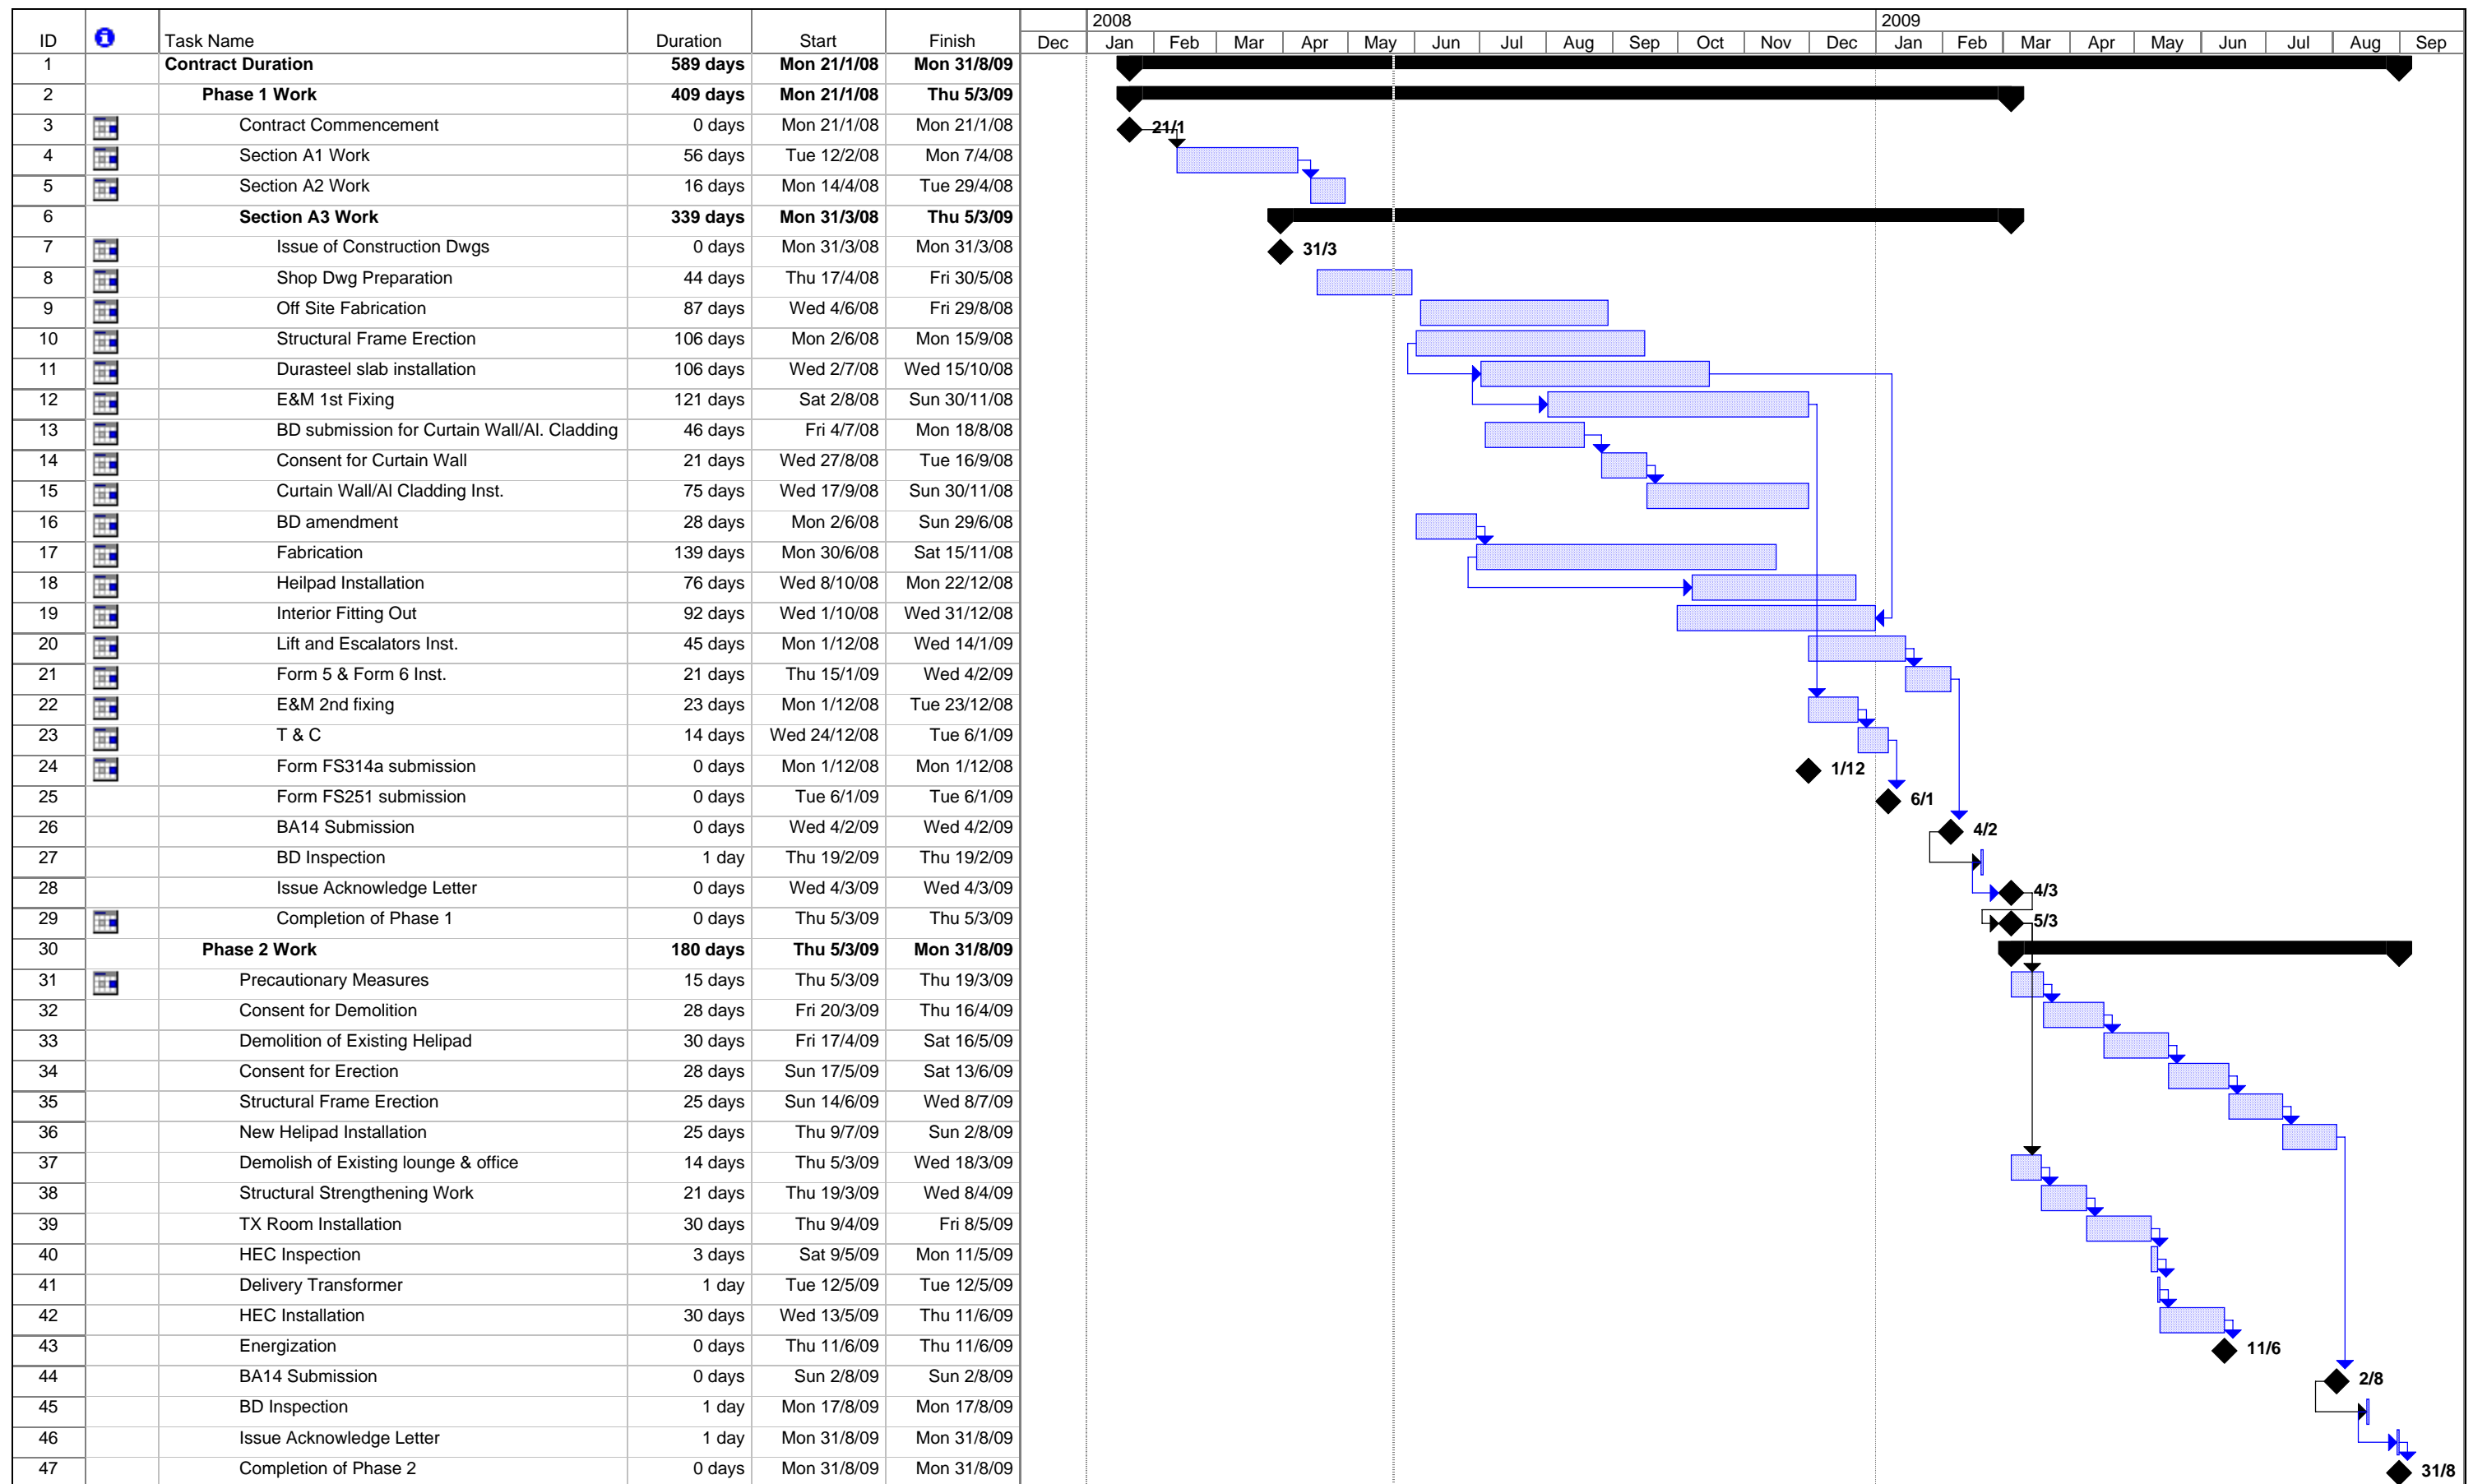 2008 2009
ID Task Name Duration Start Finish Dec Jan Feb Mar Apr May Jun Jul Aug Sep Oct Nov Dec Jan Feb Mar Apr May Jun Jul Aug Sep
1 Contract Duration 589 days Mon 21/1/08 Mon 31/8/09
2 Phase 1 Work 409 days Mon 21/1/08 Thu 5/3/09
3 Contract Commencement 0 days Mon 21/1/08 Mon 21/1/08 21/1
4 Section A1 Work 56 days Tue 12/2/08 Mon 7/4/08
5 Section A2 Work 16 days Mon 14/4/08 Tue 29/4/08
6 Section A3 Work 339 days Mon 31/3/08 Thu 5/3/09
7 Issue of Construction Dwgs 0 days Mon 31/3/08 Mon 31/3/08 31/3
8 Shop Dwg Preparation 44 days Thu 17/4/08 Fri 30/5/08
9 Off Site Fabrication 87 days Wed 4/6/08 Fri 29/8/08
10 Structural Frame Erection 106 days Mon 2/6/08 Mon 15/9/08
11 Durasteel slab installation 106 days Wed 2/7/08 Wed 15/10/08
12 E&M 1st Fixing 121 days Sat 2/8/08 Sun 30/11/08
13 BD submission for Curtain Wall/Al. Cladding 46 days Fri 4/7/08 Mon 18/8/08
14 Consent for Curtain Wall 21 days Wed 27/8/08 Tue 16/9/08
15 Curtain Wall/Al Cladding Inst. 75 days Wed 17/9/08 Sun 30/11/08
16 BD amendment 28 days Mon 2/6/08 Sun 29/6/08
17 Fabrication 139 days Mon 30/6/08 Sat 15/11/08
18 Heilpad Installation 76 days Wed 8/10/08 Mon 22/12/08
19 Interior Fitting Out 92 days Wed 1/10/08 Wed 31/12/08
20 Lift and Escalators Inst. 45 days Mon 1/12/08 Wed 14/1/09
21 Form 5 & Form 6 Inst. 21 days Thu 15/1/09 Wed 4/2/09
22 E&M 2nd fixing 23 days Mon 1/12/08 Tue 23/12/08
23 T & C 14 days Wed 24/12/08 Tue 6/1/09
24 Form FS314a submission 0 days Mon 1/12/08 Mon 1/12/08 1/12
25 Form FS251 submission 0 days Tue 6/1/09 Tue 6/1/09 6/1
26 BA14 Submission 0 days Wed 4/2/09 Wed 4/2/09 4/2
27 BD Inspection 1 day Thu 19/2/09 Thu 19/2/09
28 Issue Acknowledge Letter 0 days Wed 4/3/09 Wed 4/3/09 4/3
29 Completion of Phase 1 0 days Thu 5/3/09 Thu 5/3/09 5/3
30 Phase 2 Work 180 days Thu 5/3/09 Mon 31/8/09
31 Precautionary Measures 15 days Thu 5/3/09 Thu 19/3/09
32 Consent for Demolition 28 days Fri 20/3/09 Thu 16/4/09
33 Demolition of Existing Helipad 30 days Fri 17/4/09 Sat 16/5/09
34 Consent for Erection 28 days Sun 17/5/09 Sat 13/6/09
35 Structural Frame Erection 25 days Sun 14/6/09 Wed 8/7/09
36 New Helipad Installation 25 days Thu 9/7/09 Sun 2/8/09
37 Demolish of Existing lounge & office 14 days Thu 5/3/09 Wed 18/3/09
38 Structural Strengthening Work 21 days Thu 19/3/09 Wed 8/4/09
39 TX Room Installation 30 days Thu 9/4/09 Fri 8/5/09
40 HEC Inspection 3 days Sat 9/5/09 Mon 11/5/09
41 Delivery Transformer 1 day Tue 12/5/09 Tue 12/5/09
42 HEC Installation 30 days Wed 13/5/09 Thu 11/6/09
43 Energization 0 days Thu 11/6/09 Thu 11/6/09 11/6
44 BA14 Submission 0 days Sun 2/8/09 Sun 2/8/09 2/8
45 BD Inspection 1 day Mon 17/8/09 Mon 17/8/09
46 Issue Acknowledge Letter 1 day Mon 31/8/09 Mon 31/8/09
47 Completion of Phase 2 0 days Mon 31/8/09 Mon 31/8/09 31/8